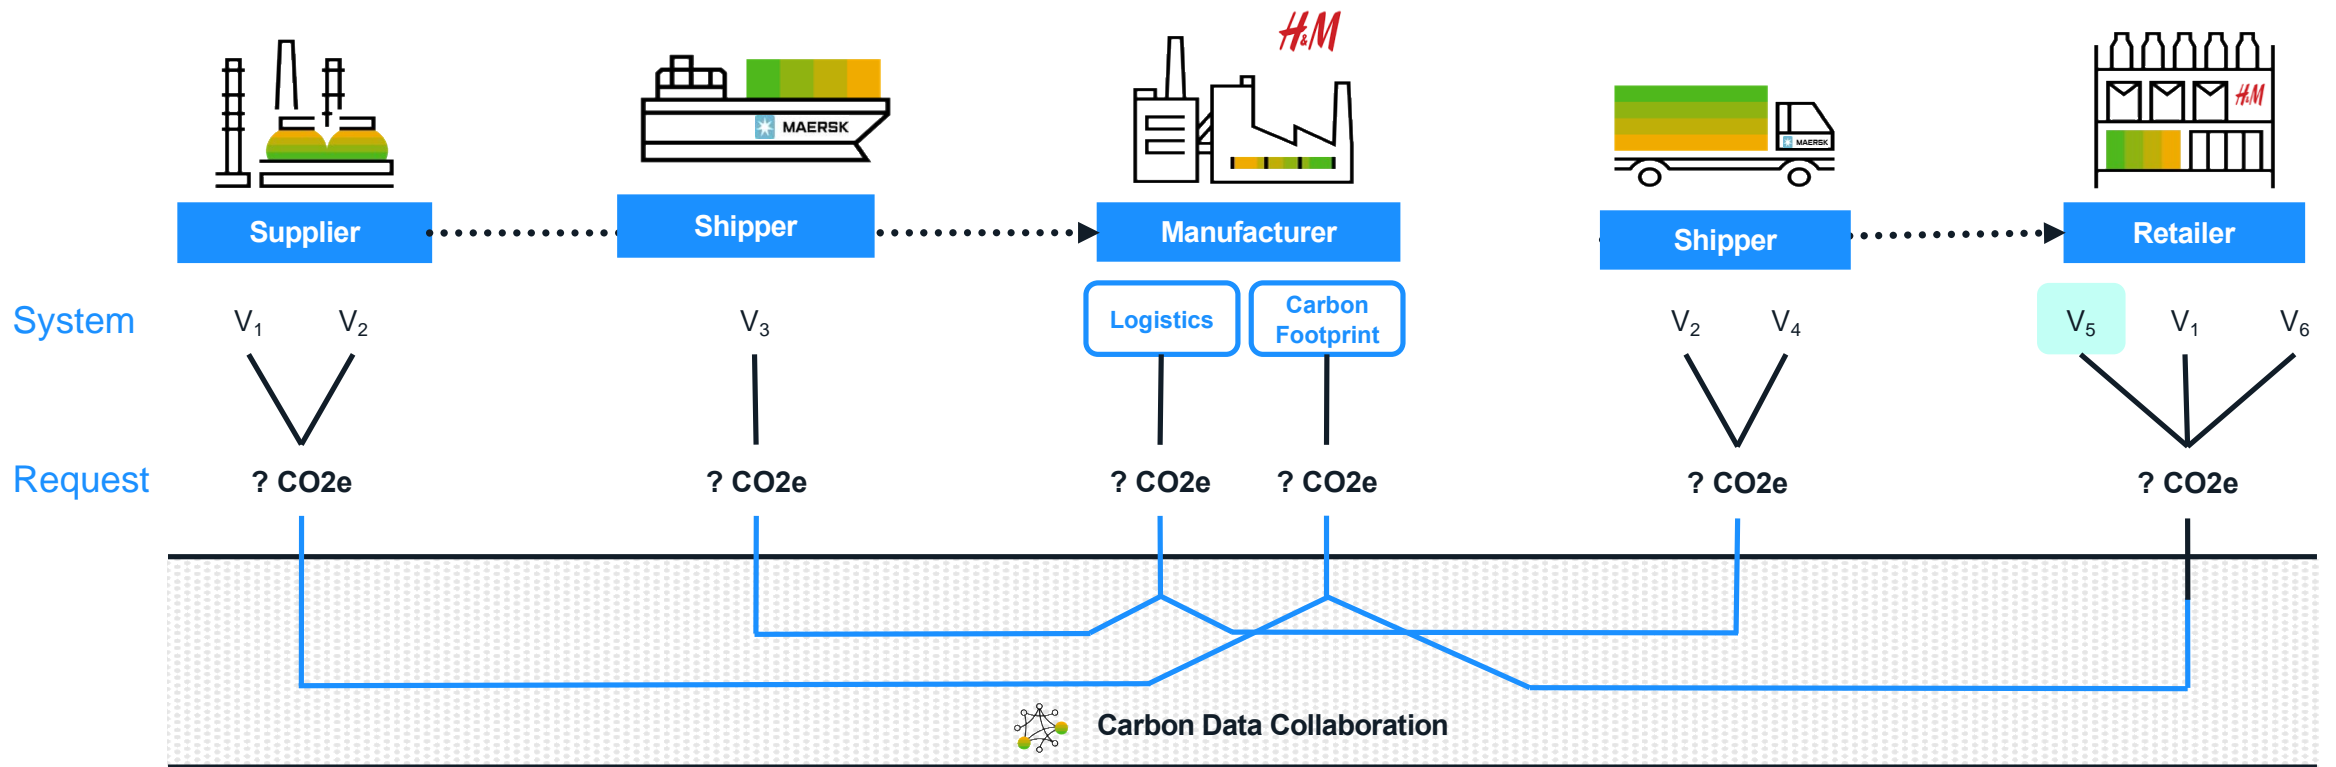 H&M
MAERSK
MAERSK
H&M
Supplier
Shipper
Manufacturer
Shipper
Retailer
System
V₁
V₂
V₃
Logistics
Carbon
Footprint
V₂
V₄
V₅
V₁
V₆
Request
? CO2e
? CO2e
? CO2e
? CO2e
? CO2e
? CO2e
Carbon Data Collaboration